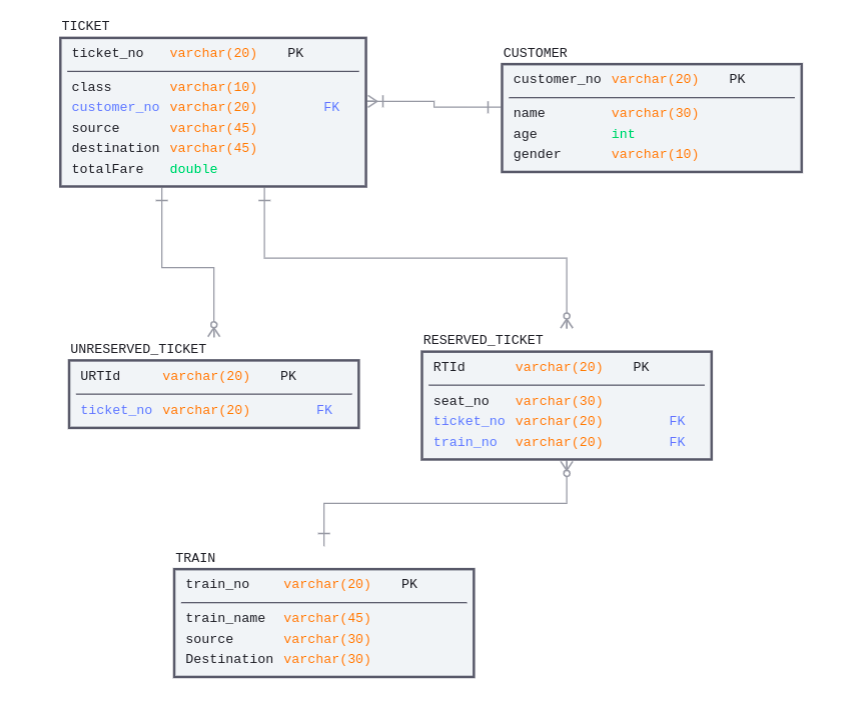 TICKET
ticket_no varchar(20) PK
class varchar(10)
customer_no varchar(20) FK
source varchar(45)
destination varchar(45)
totalFare double
CUSTOMER
customer_no varchar(20) PK
name varchar(30)
age int
gender varchar(10)
UNRESERVED_TICKET
URTId varchar(20) PK
ticket_no varchar(20) FK
RESERVED_TICKET
RTId varchar(20) PK
seat_no varchar(30)
ticket_no varchar(20) FK
train_no varchar(20) FK
TRAIN
train_no varchar(20) PK
train_name varchar(45)
source varchar(30)
Destination varchar(30)